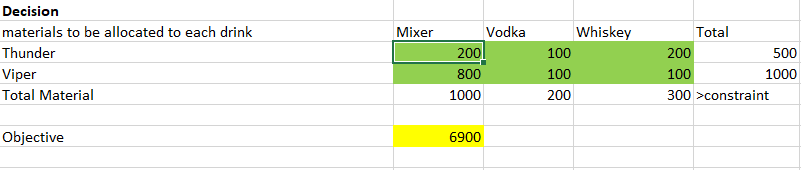 Decision
materials to be allocated to each drink Mixer Vodka Whiskey Total
Thunder 200 100 200 500
Viper 800 100 100 1000
Total Material 1000 200 300 >constraint
Objective 6900